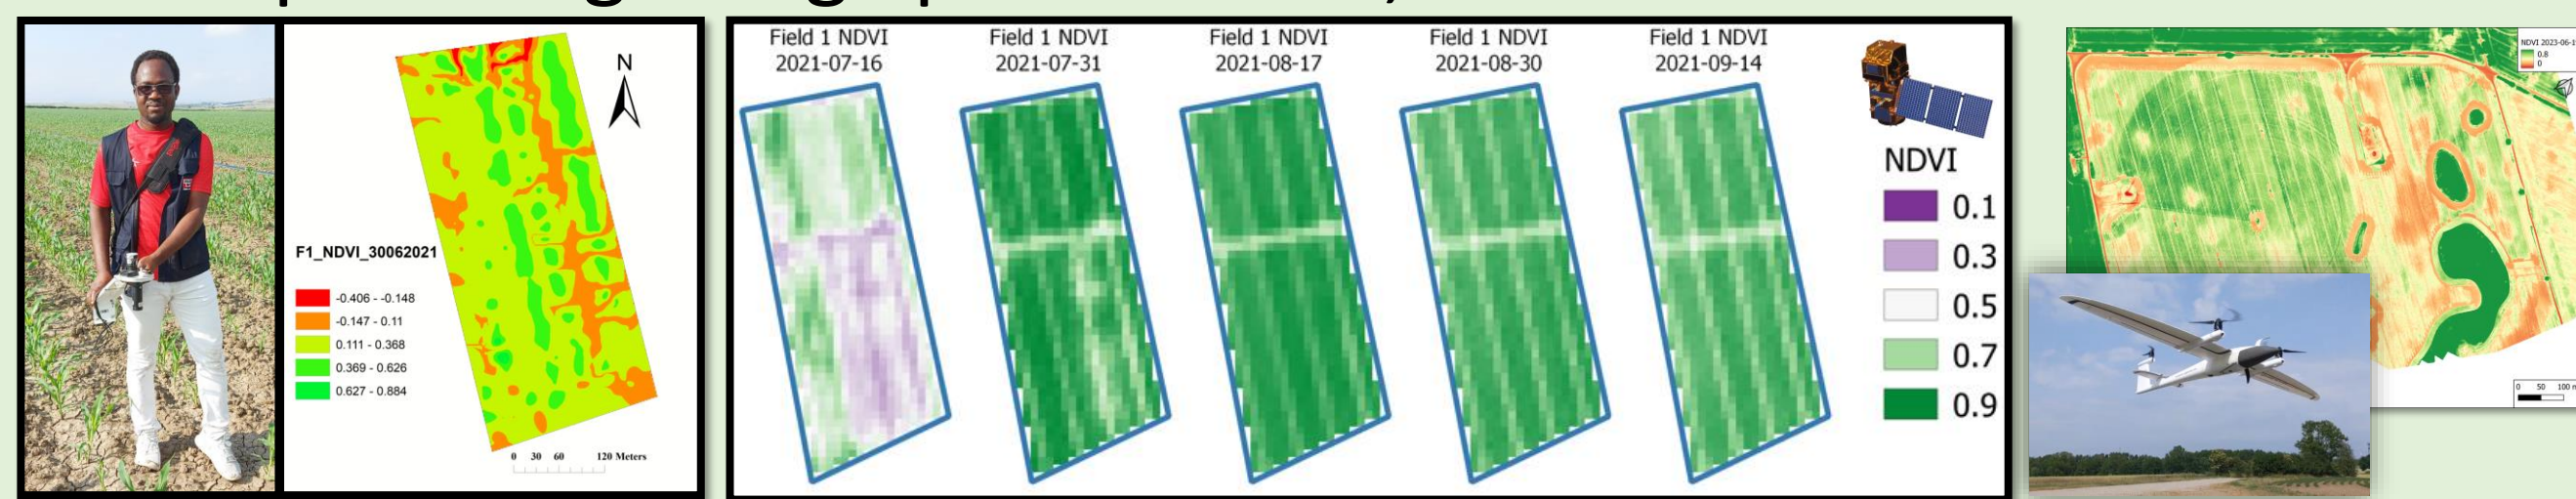 N
F1_NDVI_30062021
-0.406 - -0.148
-0.147 - 0.11
0.111 - 0.368
0.369 - 0.626
0.627 - 0.884
0 30 60 120 Meters
Field 1 NDVI
2021-07-16
Field 1 NDVI
2021-07-31
Field 1 NDVI
2021-08-17
Field 1 NDVI
2021-08-30
Field 1 NDVI
2021-09-14
NDVI
0.1
0.3
0.5
0.7
0.9
NDVI
0.8
0
0 50 100